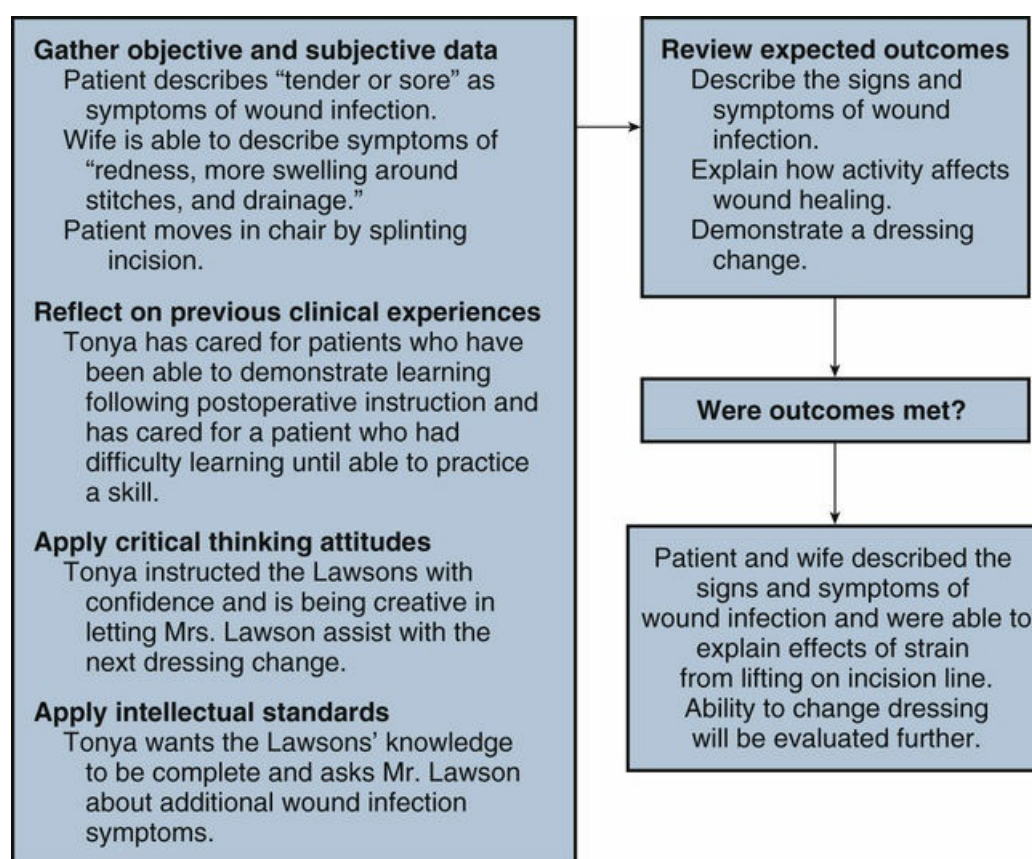 Gather objective and subjective data
Patient describes “tender or sore” as
symptoms of wound infection.
Wife is able to describe symptoms of
“redness, more swelling around
stitches, and drainage.”
Patient moves in chair by splinting
incision.
Reflect on previous clinical experiences
Tonya has cared for patients who have
been able to demonstrate learning
following postoperative instruction and
has cared for a patient who had
difficulty learning until able to practice
a skill.
Apply critical thinking attitudes
Tonya instructed the Lawsons with
confidence and is being creative in
letting Mrs. Lawson assist with the
next dressing change.
Apply intellectual standards
Tonya wants the Lawsons’ knowledge
to be complete and asks Mr. Lawson
about additional wound infection
symptoms.
Review expected outcomes
Describe the signs and
symptoms of wound
infection.
Explain how activity affects
wound healing.
Demonstrate a dressing
change.
Were outcomes met?
Patient and wife described the
signs and symptoms of
wound infection and were able to
explain effects of strain
from lifting on incision line.
Ability to change dressing
will be evaluated further.